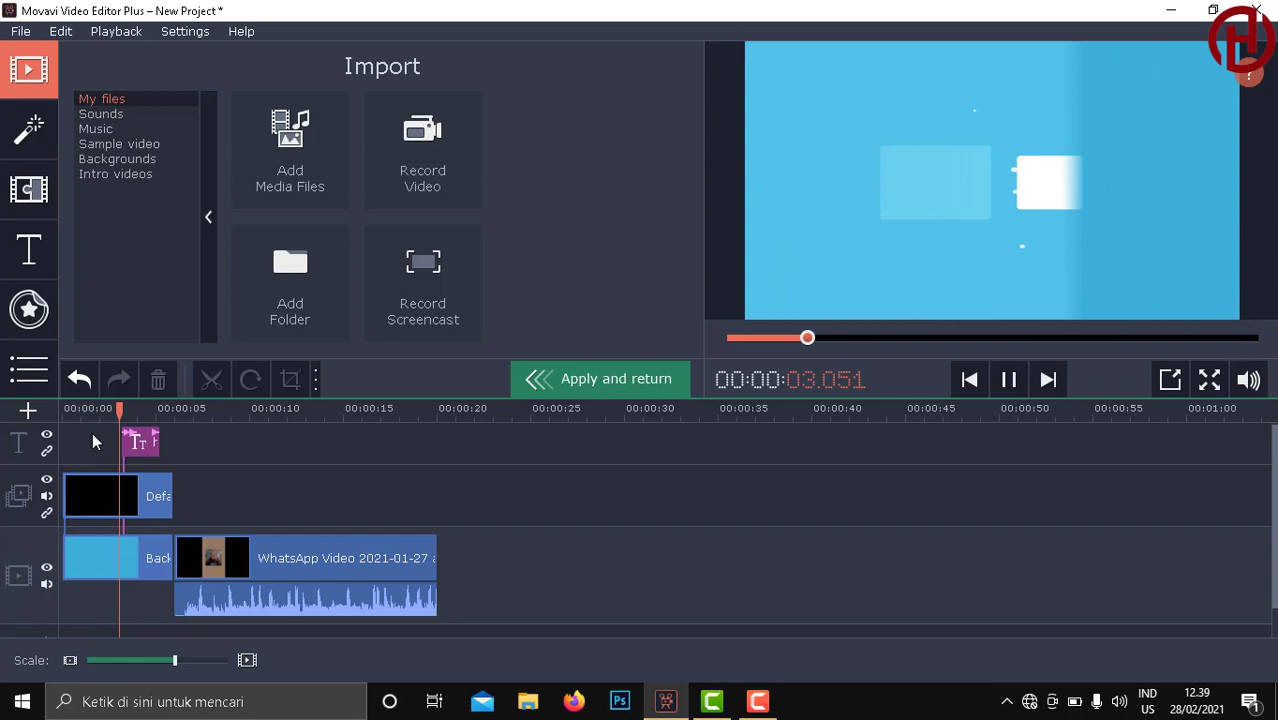 Movavi Video Editor Plus – New Project *
File Edit Playback Settings Help
Import
My files
Sounds
Music
Sample video
Backgrounds
Intro videos
Add
Media Files
Record
Video
Add
Folder
Record
Screencast
?
Apply and return
00:00:03.051
00:00:00 00:00:05 00:00:10 00:00:15 00:00:20 00:00:25 00:00:30 00:00:35 00:00:40 00:00:45 00:00:50 00:00:55 00:01:00
Defa
Back
WhatsApp Video 2021-01-27 a
Scale:
Ketik di sini untuk mencari
Ps
IND
US
12.39
28/02/2021
1